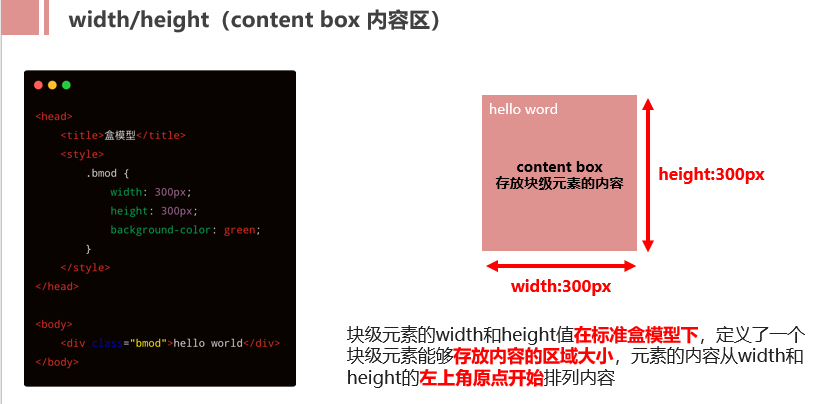 width/height（content box 内容区）
<head>
<title>盒模型</title>
<style>
.bmod {
width: 300px;
height: 300px;
background-color: green;
}
</style>
</head>
<body>
<div class="bmod">hello world</div>
</body>
hello word
content box
存放块级元素的内容
height:300px
width:300px
块级元素的width和height值在标准盒模型下，定义了一个
块级元素能够存放内容的区域大小，元素的内容从width和
height的左上角原点开始排列内容